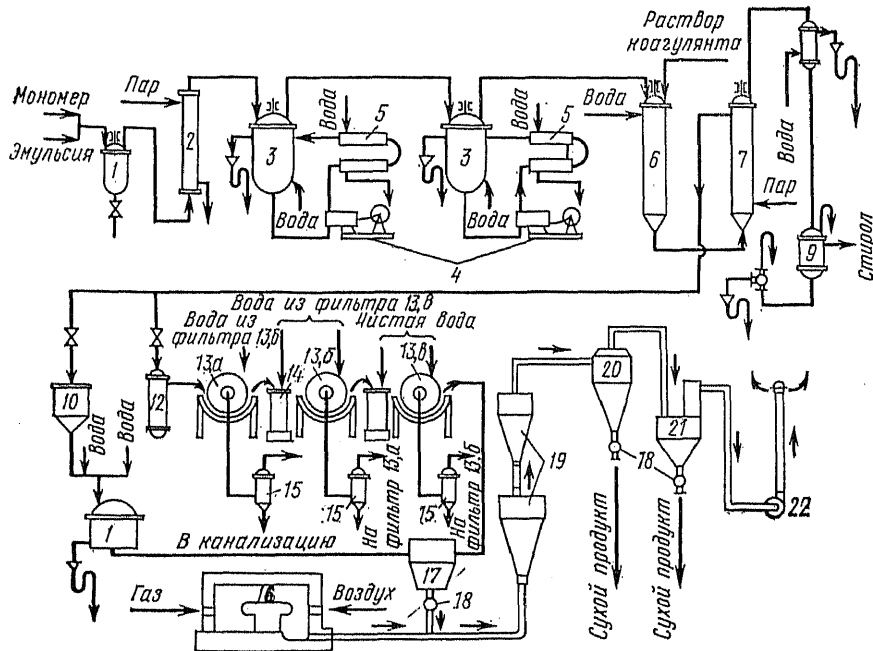 Раствор
коагулянта
Мономер
Эмульсия
Пар
Вода
5
Вода
Вода
5
1
2
3
3
6
7
Вода
Вода
Вода
Пар
4
9
Стирол
Вода из фильтра 13,в
Вода из
фильтра 13,б
Чистая вода
13,а
13,б
13,в
14
10
12
20
21
Вода
Вода
15
15
15
На
фильтр 13,а
На
фильтр 13,б
19
18
22
1
В канализацию
17
18
Газ
16
Воздух
Сухой продукт
Сухой продукт